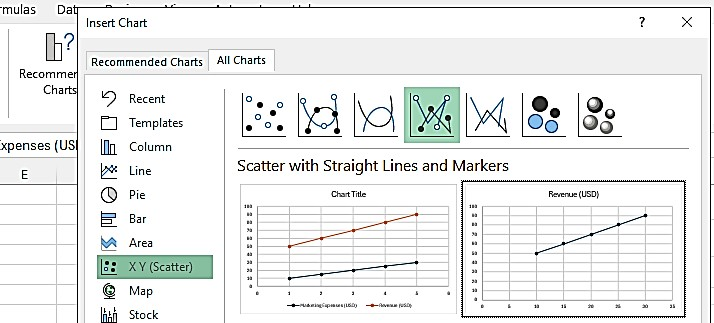 rmulas Dat
Insert Chart
?
Recommen
Charts
Recommended Charts
All Charts
xpenses (USI
E
Recent
Templates
Column
Line
Pie
Bar
Area
X Y (Scatter)
Map
Stock
Scatter with Straight Lines and Markers
Chart Title
100
90
80
70
60
50
40
30
20
10
0
0 1 2 3 4 5 6
Marketing Expenses (USD) Revenue (USD)
Revenue (USD)
100
90
80
70
60
50
40
30
20
10
0
0 5 10 15 20 25 30 35